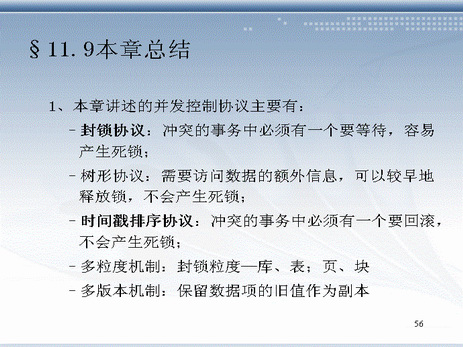 §11.9本章总结
1、本章讲述的并发控制协议主要有：
–封锁协议：冲突的事务中必须有一个要等待，容易
产生死锁；
–树形协议：需要访问数据的额外信息，可以较早地
释放锁，不会产生死锁；
–时间戳排序协议：冲突的事务中必须有一个要回滚，
不会产生死锁；
–多粒度机制：封锁粒度—库、表；页、块
–多版本机制：保留数据项的旧值作为副本
56